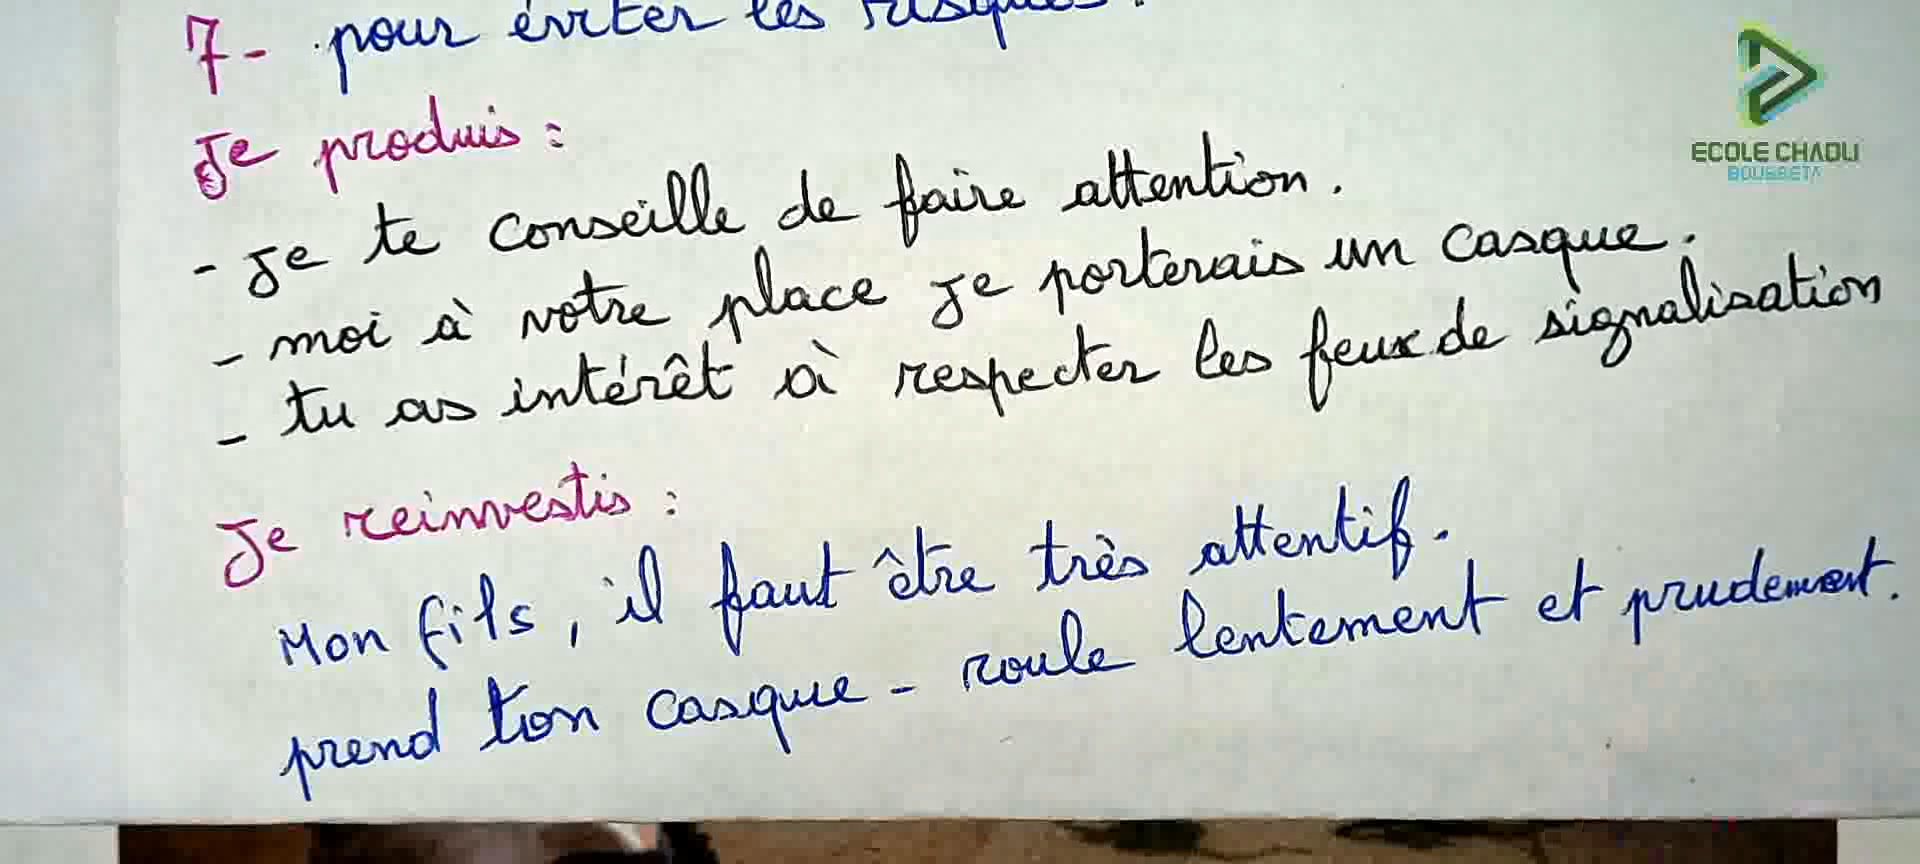 7- pour éviter les risques.
Je produis :
- je te conseille de faire attention.
- moi à votre place je porterais un casque.
- tu as intérêt à respecter les feux de signalisation
Je reinvestis :
Mon fils, il faut être très attentif.
prend ton casque - roule lentement et prudement.
ECOLE CHADLI
BOUSSETA